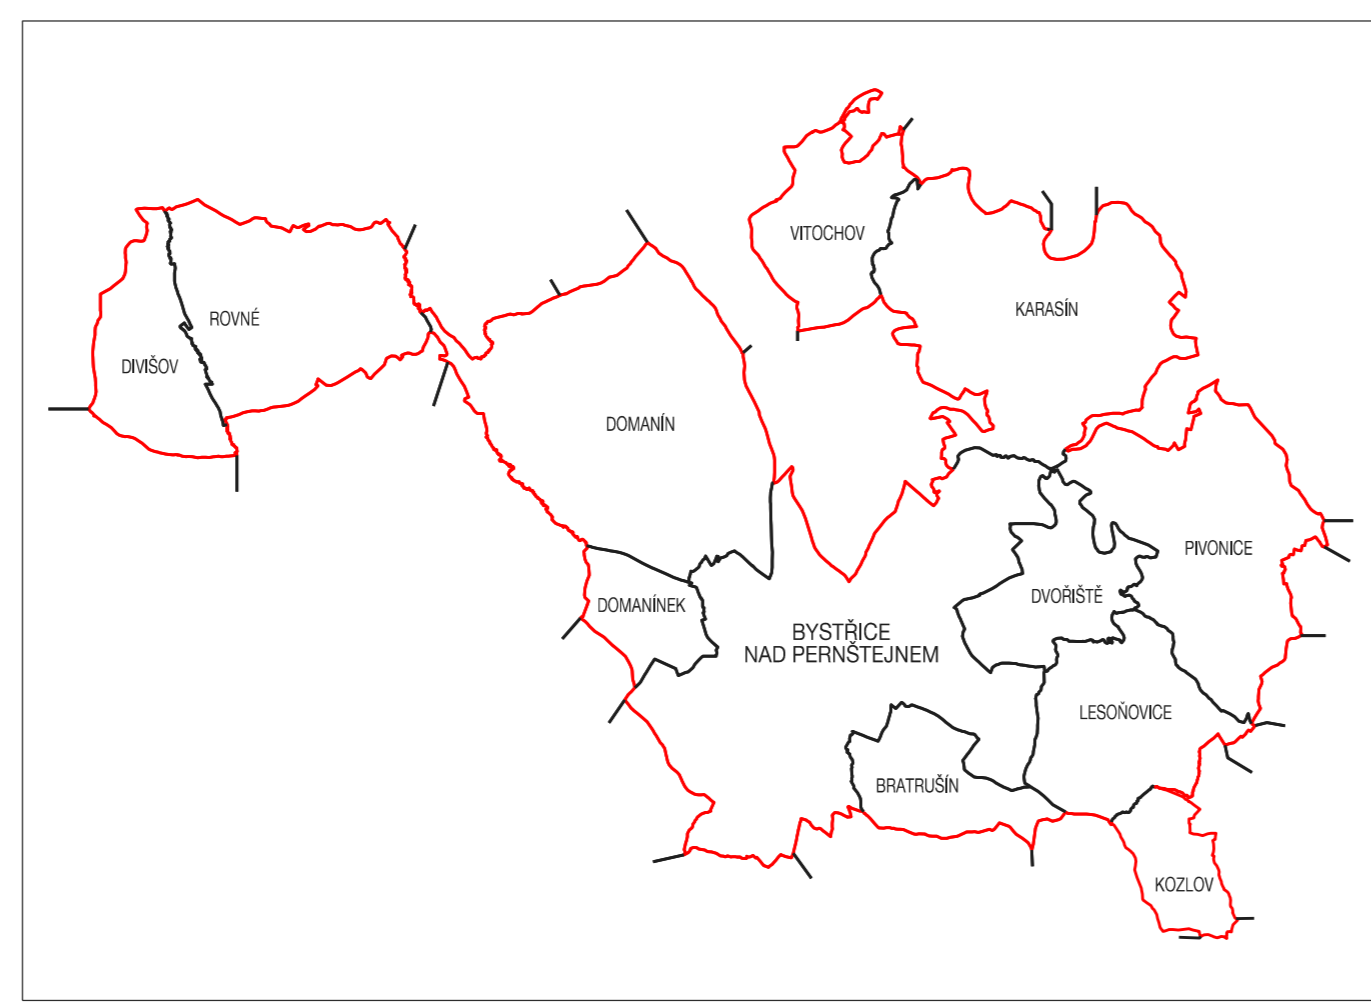 VITOCHOV
KARASÍN
ROVNÉ
DIVIŠOV
DOMANÍN
PIVONICE
DVOŘIŠTĚ
DOMANÍNEK
BYSTŘICE
NAD PERNŠTEJNEM
LESOŇOVICE
BRATRUŠÍN
KOZLOV